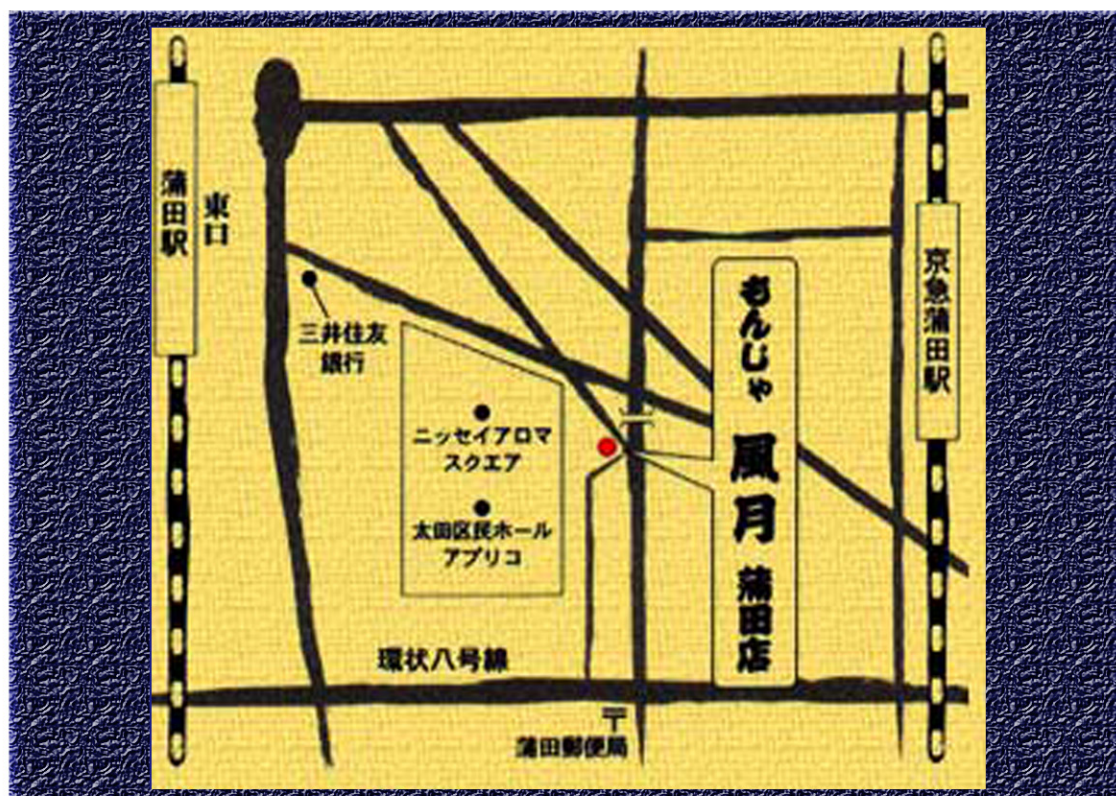 蒲田駅
東口
三井住友
銀行
ニッセイアロマ
スクエア
太田区民ホール
アプリコ
環状八号線
〒
蒲田郵便局
もんじゃ
風月
蒲田店
京急蒲田駅